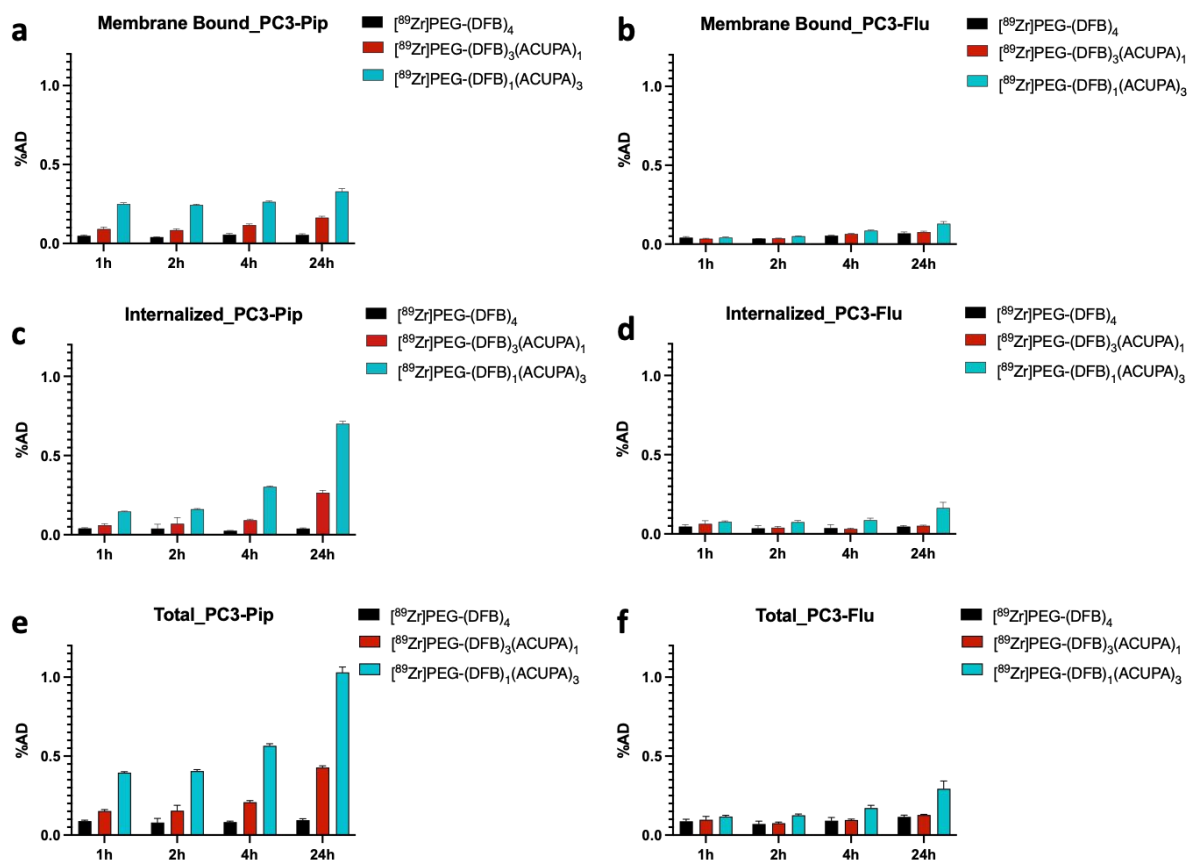 a
Membrane Bound_PC3-Pip
[⁸⁹Zr]PEG-(DFB)₄
[⁸⁹Zr]PEG-(DFB)₃(ACUPA)₁
[⁸⁹Zr]PEG-(DFB)₁(ACUPA)₃
%AD
1.0
0.5
0.0
1h 2h 4h 24h
b
Membrane Bound_PC3-Flu
[⁸⁹Zr]PEG-(DFB)₄
[⁸⁹Zr]PEG-(DFB)₃(ACUPA)₁
[⁸⁹Zr]PEG-(DFB)₁(ACUPA)₃
%AD
1.0
0.5
0.0
1h 2h 4h 24h
c
Internalized_PC3-Pip
[⁸⁹Zr]PEG-(DFB)₄
[⁸⁹Zr]PEG-(DFB)₃(ACUPA)₁
[⁸⁹Zr]PEG-(DFB)₁(ACUPA)₃
%AD
1.0
0.5
0.0
1h 2h 4h 24h
d
Internalized_PC3-Flu
[⁸⁹Zr]PEG-(DFB)₄
[⁸⁹Zr]PEG-(DFB)₃(ACUPA)₁
[⁸⁹Zr]PEG-(DFB)₁(ACUPA)₃
%AD
1.0
0.5
0.0
1h 2h 4h 24h
e
Total_PC3-Pip
[⁸⁹Zr]PEG-(DFB)₄
[⁸⁹Zr]PEG-(DFB)₃(ACUPA)₁
[⁸⁹Zr]PEG-(DFB)₁(ACUPA)₃
%AD
1.0
0.5
0.0
1h 2h 4h 24h
f
Total_PC3-Flu
[⁸⁹Zr]PEG-(DFB)₄
[⁸⁹Zr]PEG-(DFB)₃(ACUPA)₁
[⁸⁹Zr]PEG-(DFB)₁(ACUPA)₃
%AD
1.0
0.5
0.0
1h 2h 4h 24h